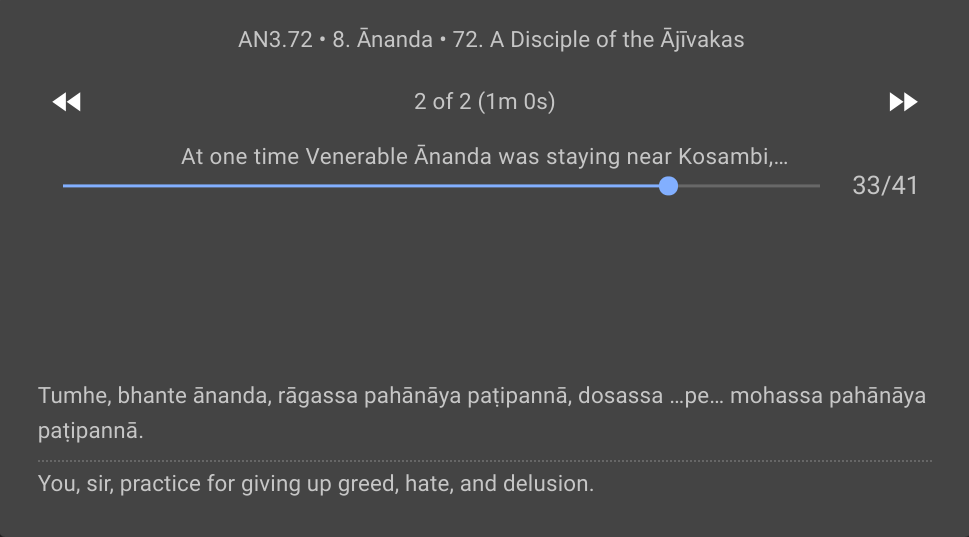 AN3.72 • 8. Ānanda • 72. A Disciple of the Ājīvakas
2 of 2 (1m 0s)
At one time Venerable Ānanda was staying near Kosambi,…
33/41
Tumhe, bhante ānanda, rāgassa pahānāya paṭipannā, dosassa …pe… mohassa pahānāya
paṭipannā.
You, sir, practice for giving up greed, hate, and delusion.